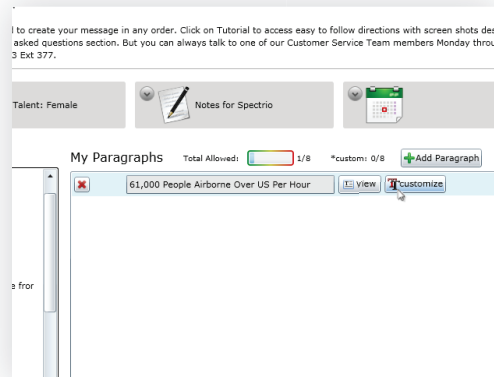 l to create your message in any order. Click on Tutorial to access easy to follow directions with screen shots des
asked questions section. But you can always talk to one of our Customer Service Team members Monday throu
3 Ext 377.
Talent: Female
Notes for Spectrio
My Paragraphs Total Allowed: 1/8 *custom: 0/8 Add Paragraph
61,000 People Airborne Over US Per Hour View customize
e fror